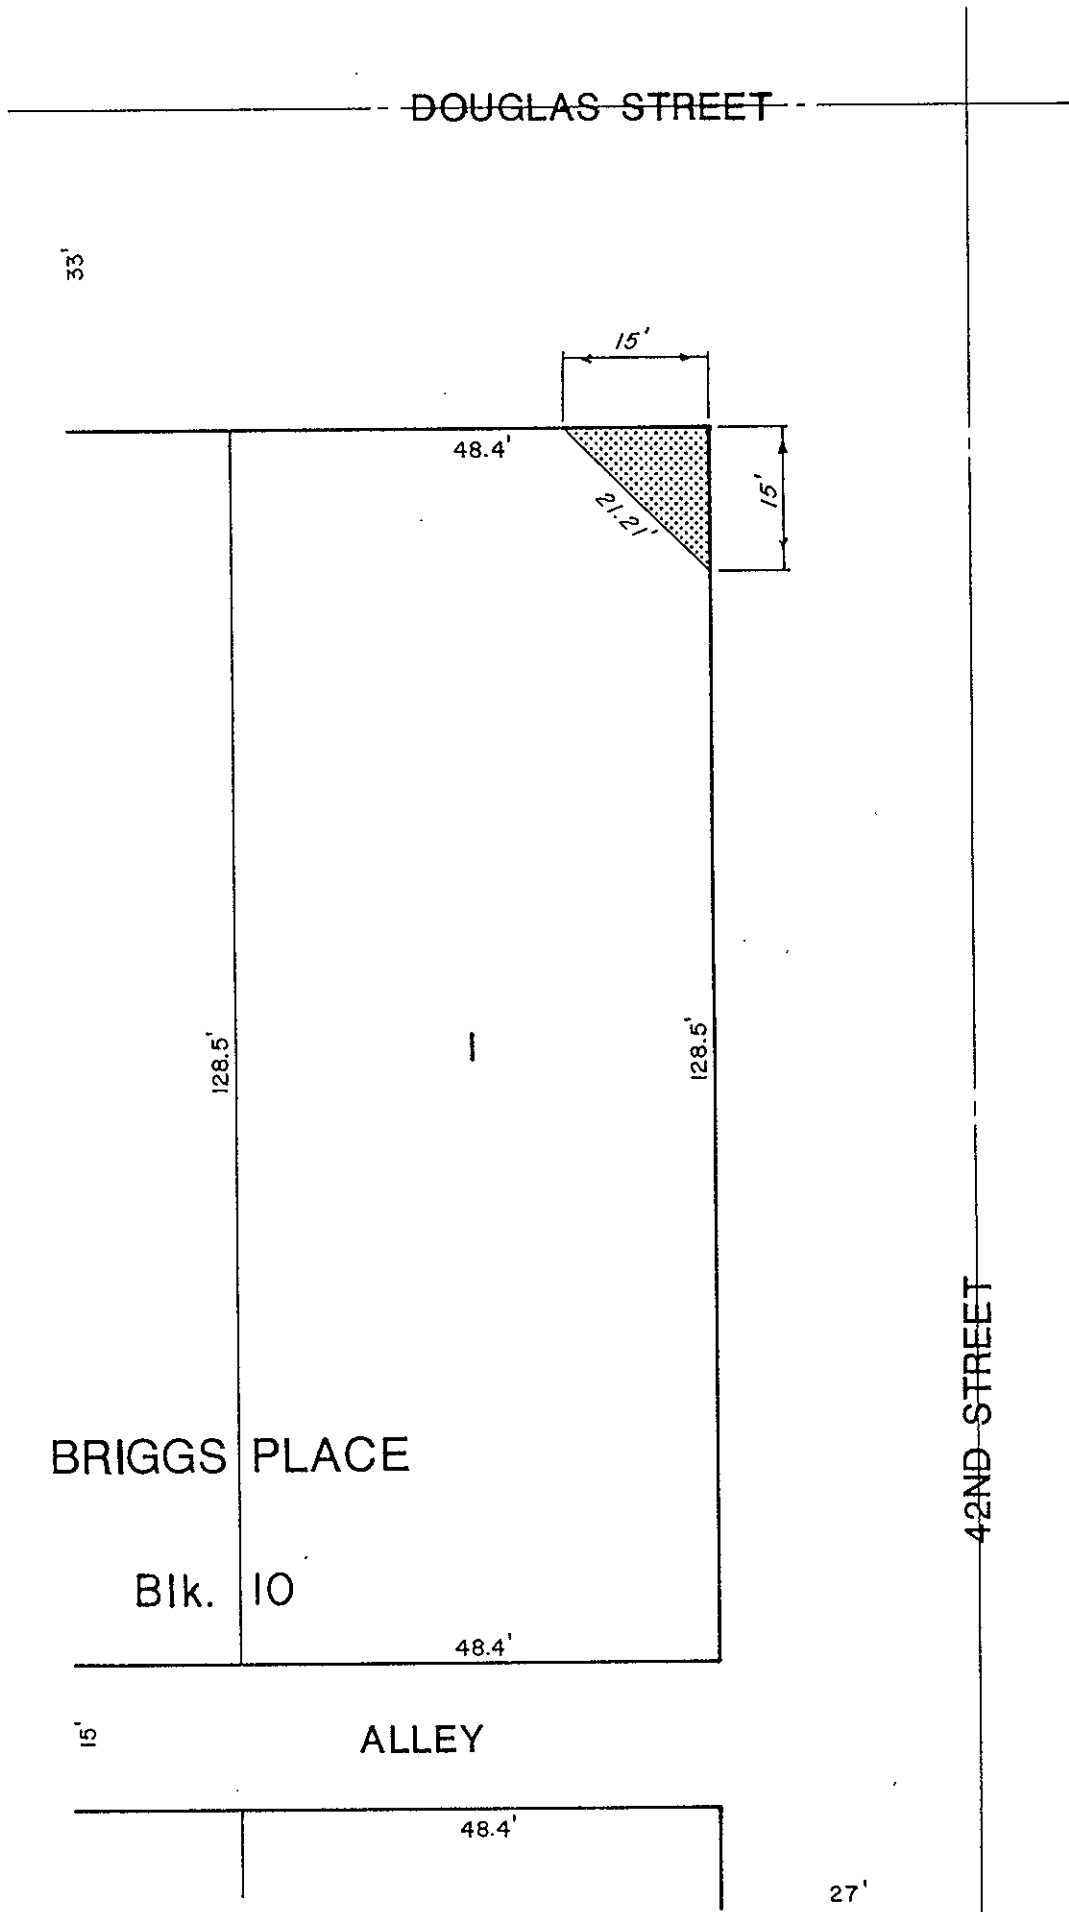 DOUGLAS STREET
33'
15'
48.4'
15'
21.21'
128.5'
1
128.5'
42ND STREET
BRIGGS PLACE
Blk. 10
48.4'
15'
ALLEY
48.4'
27'